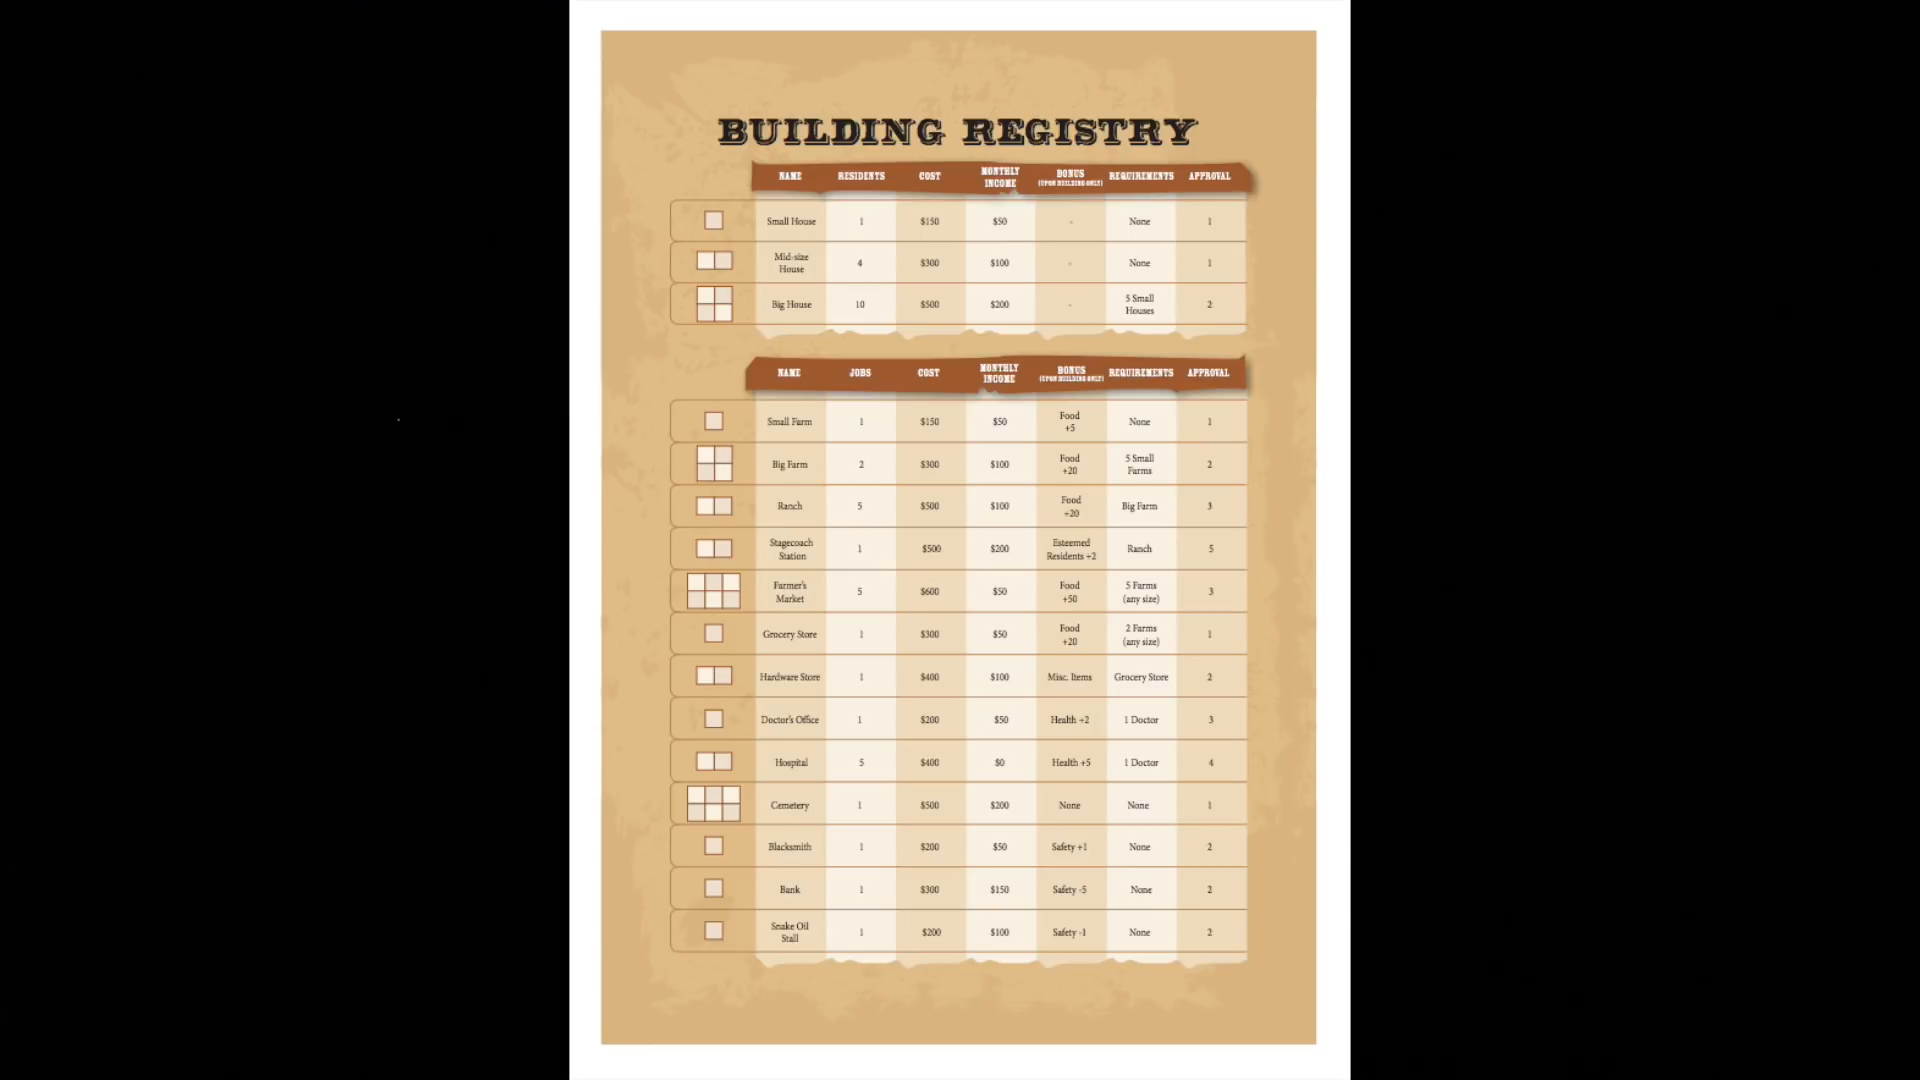 BUILDING REGISTRY
NAME RESIDENTS COST MONTHLY INCOME BONUS (UPON BUILDING ONLY) REQUIREMENTS APPROVAL
Small House 1 $150 $50 - None 1
Mid-size House 4 $300 $100 - None 1
Big House 10 $500 $200 - 5 Small Houses 2
NAME JOBS COST MONTHLY INCOME BONUS (UPON BUILDING ONLY) REQUIREMENTS APPROVAL
Small Farm 1 $150 $50 Food +5 None 1
Big Farm 2 $300 $100 Food +20 5 Small Farms 2
Ranch 5 $500 $100 Food +20 Big Farm 3
Stagecoach Station 1 $500 $200 Esteemed Residents +2 Ranch 5
Farmer's Market 5 $600 $50 Food +50 5 Farms (any size) 3
Grocery Store 1 $300 $50 Food +20 2 Farms (any size) 1
Hardware Store 1 $400 $100 Misc. Items Grocery Store 2
Doctor's Office 1 $200 $50 Health +2 1 Doctor 3
Hospital 5 $400 $0 Health +5 1 Doctor 4
Cemetery 1 $500 $200 None None 1
Blacksmith 1 $200 $50 Safety +1 None 2
Bank 1 $300 $150 Safety -5 None 2
Snake Oil Stall 1 $200 $100 Safety -1 None 2